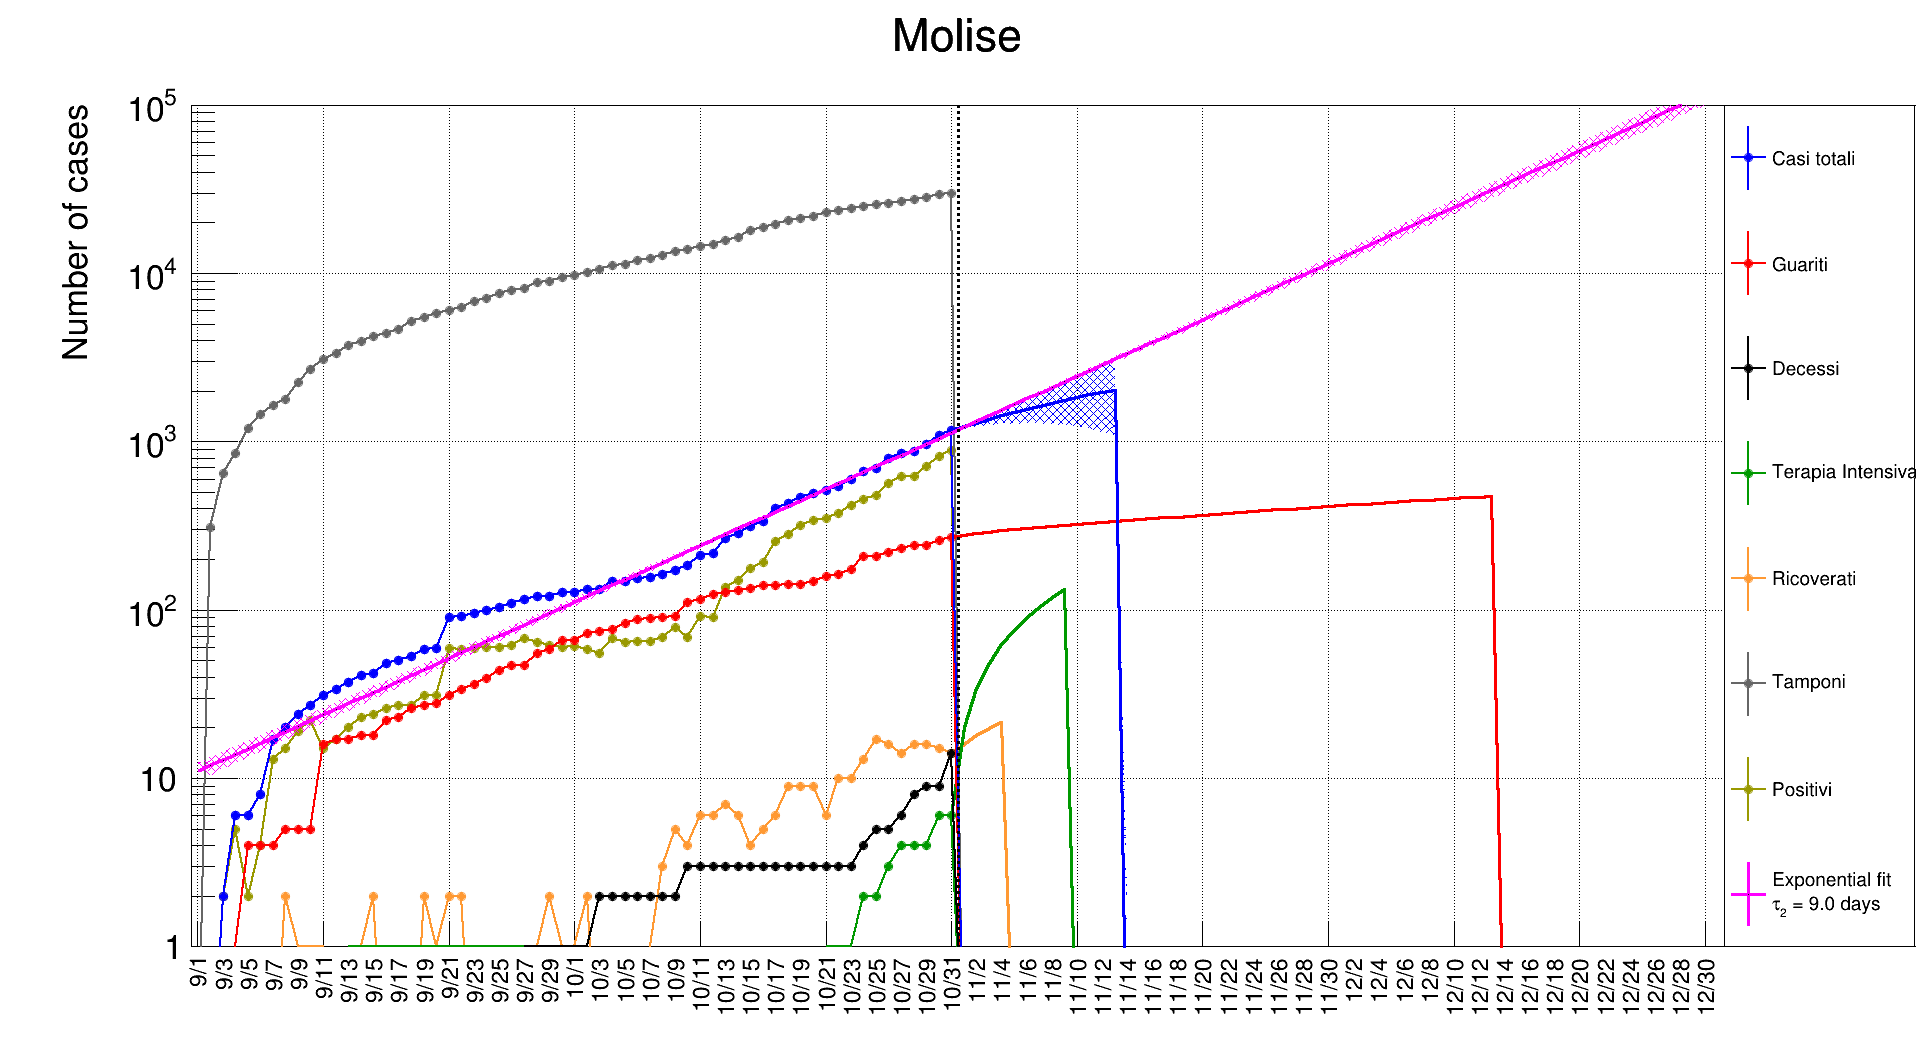 Molise
Number of cases
10^5
10^4
10^3
10^2
10
1
9/1 9/3 9/5 9/7 9/9 9/11 9/13 9/15 9/17 9/19 9/21 9/23 9/25 9/27 9/29 10/1 10/3 10/5 10/7 10/9 10/11 10/13 10/15 10/17 10/19 10/21 10/23 10/25 10/27 10/29 10/31 11/2 11/4 11/6 11/8 11/10 11/12 11/14 11/16 11/18 11/20 11/22 11/24 11/26 11/28 11/30 12/2 12/4 12/6 12/8 12/10 12/12 12/14 12/16 12/18 12/20 12/22 12/24 12/26 12/28 12/30
Casi totali
Guariti
Decessi
Terapia Intensiva
Ricoverati
Tamponi
Positivi
Exponential fit
τ₂ = 9.0 days